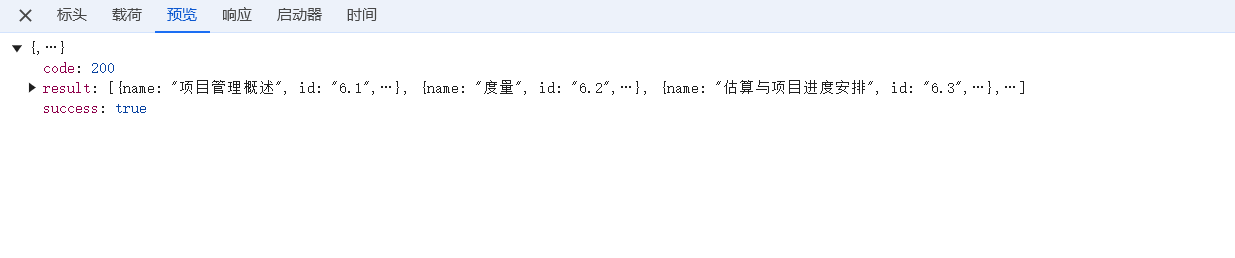 标头 载荷 预览 响应 启动器 时间
{,…}
code: 200
result: [{name: "项目管理概述", id: "6.1",…}, {name: "度量", id: "6.2",…}, {name: "估算与项目进度安排", id: "6.3",…},…]
success: true